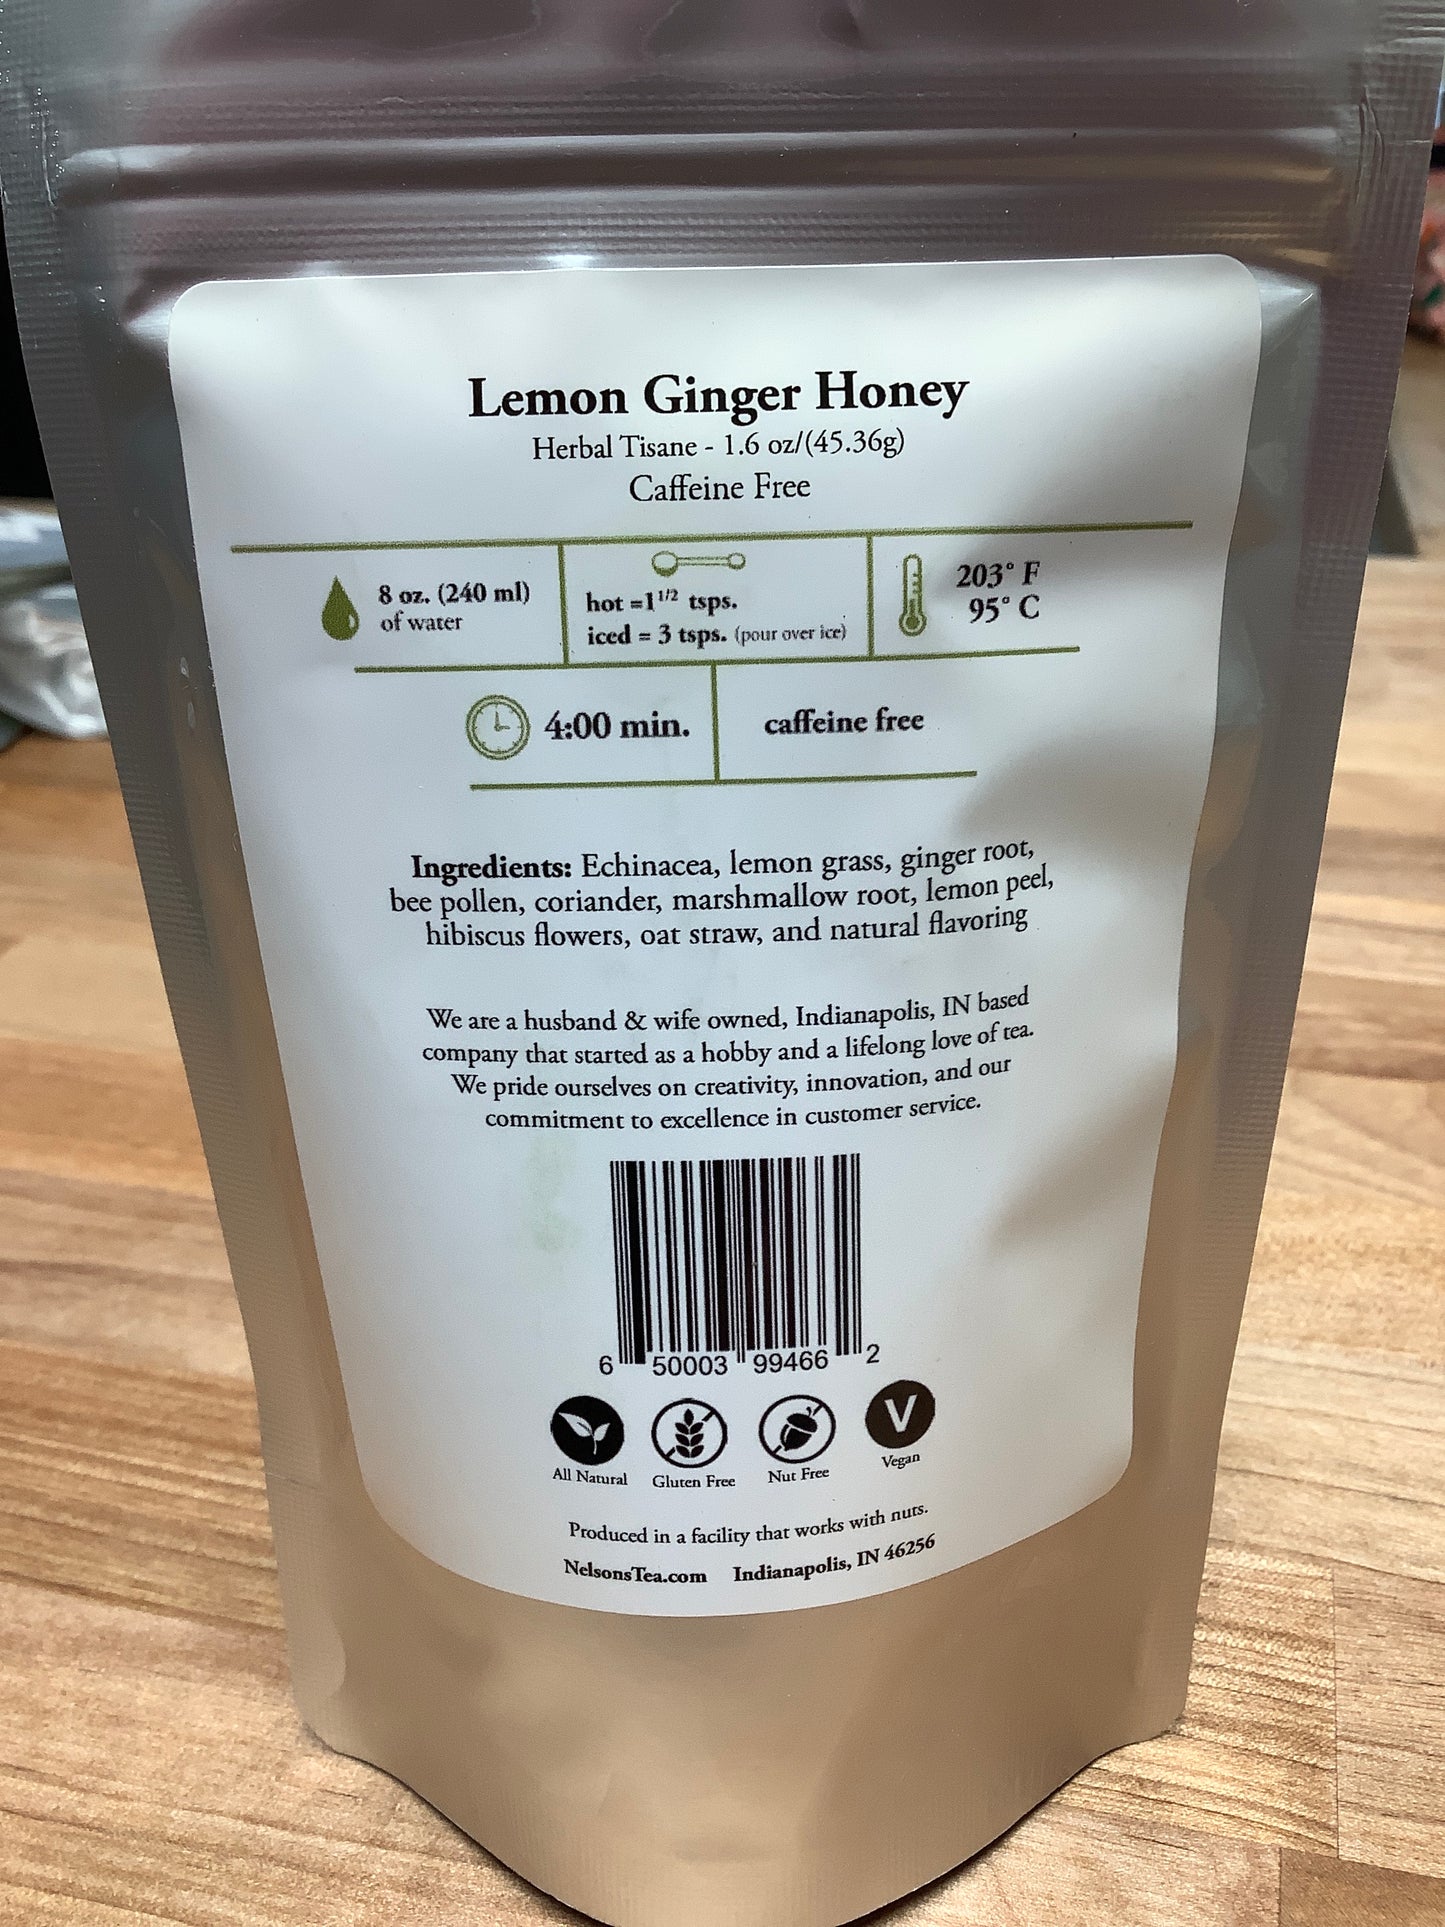 Lemon Ginger Honey
Herbal Tisane - 1.6 oz/(45.36g)
Caffeine Free
8 oz. (240 ml)
of water
hot =1 1/2 tsps.
iced = 3 tsps. (pour over ice)
203° F
95° C
4:00 min.
caffeine free
Ingredients: Echinacea, lemon grass, ginger root,
bee pollen, coriander, marshmallow root, lemon peel,
hibiscus flowers, oat straw, and natural flavoring
We are a husband & wife owned, Indianapolis, IN based
company that started as a hobby and a lifelong love of tea.
We pride ourselves on creativity, innovation, and our
commitment to excellence in customer service.
6 50003 99466 2
V
All Natural Gluten Free Nut Free Vegan
Produced in a facility that works with nuts.
NelsonsTea.com Indianapolis, IN 46256